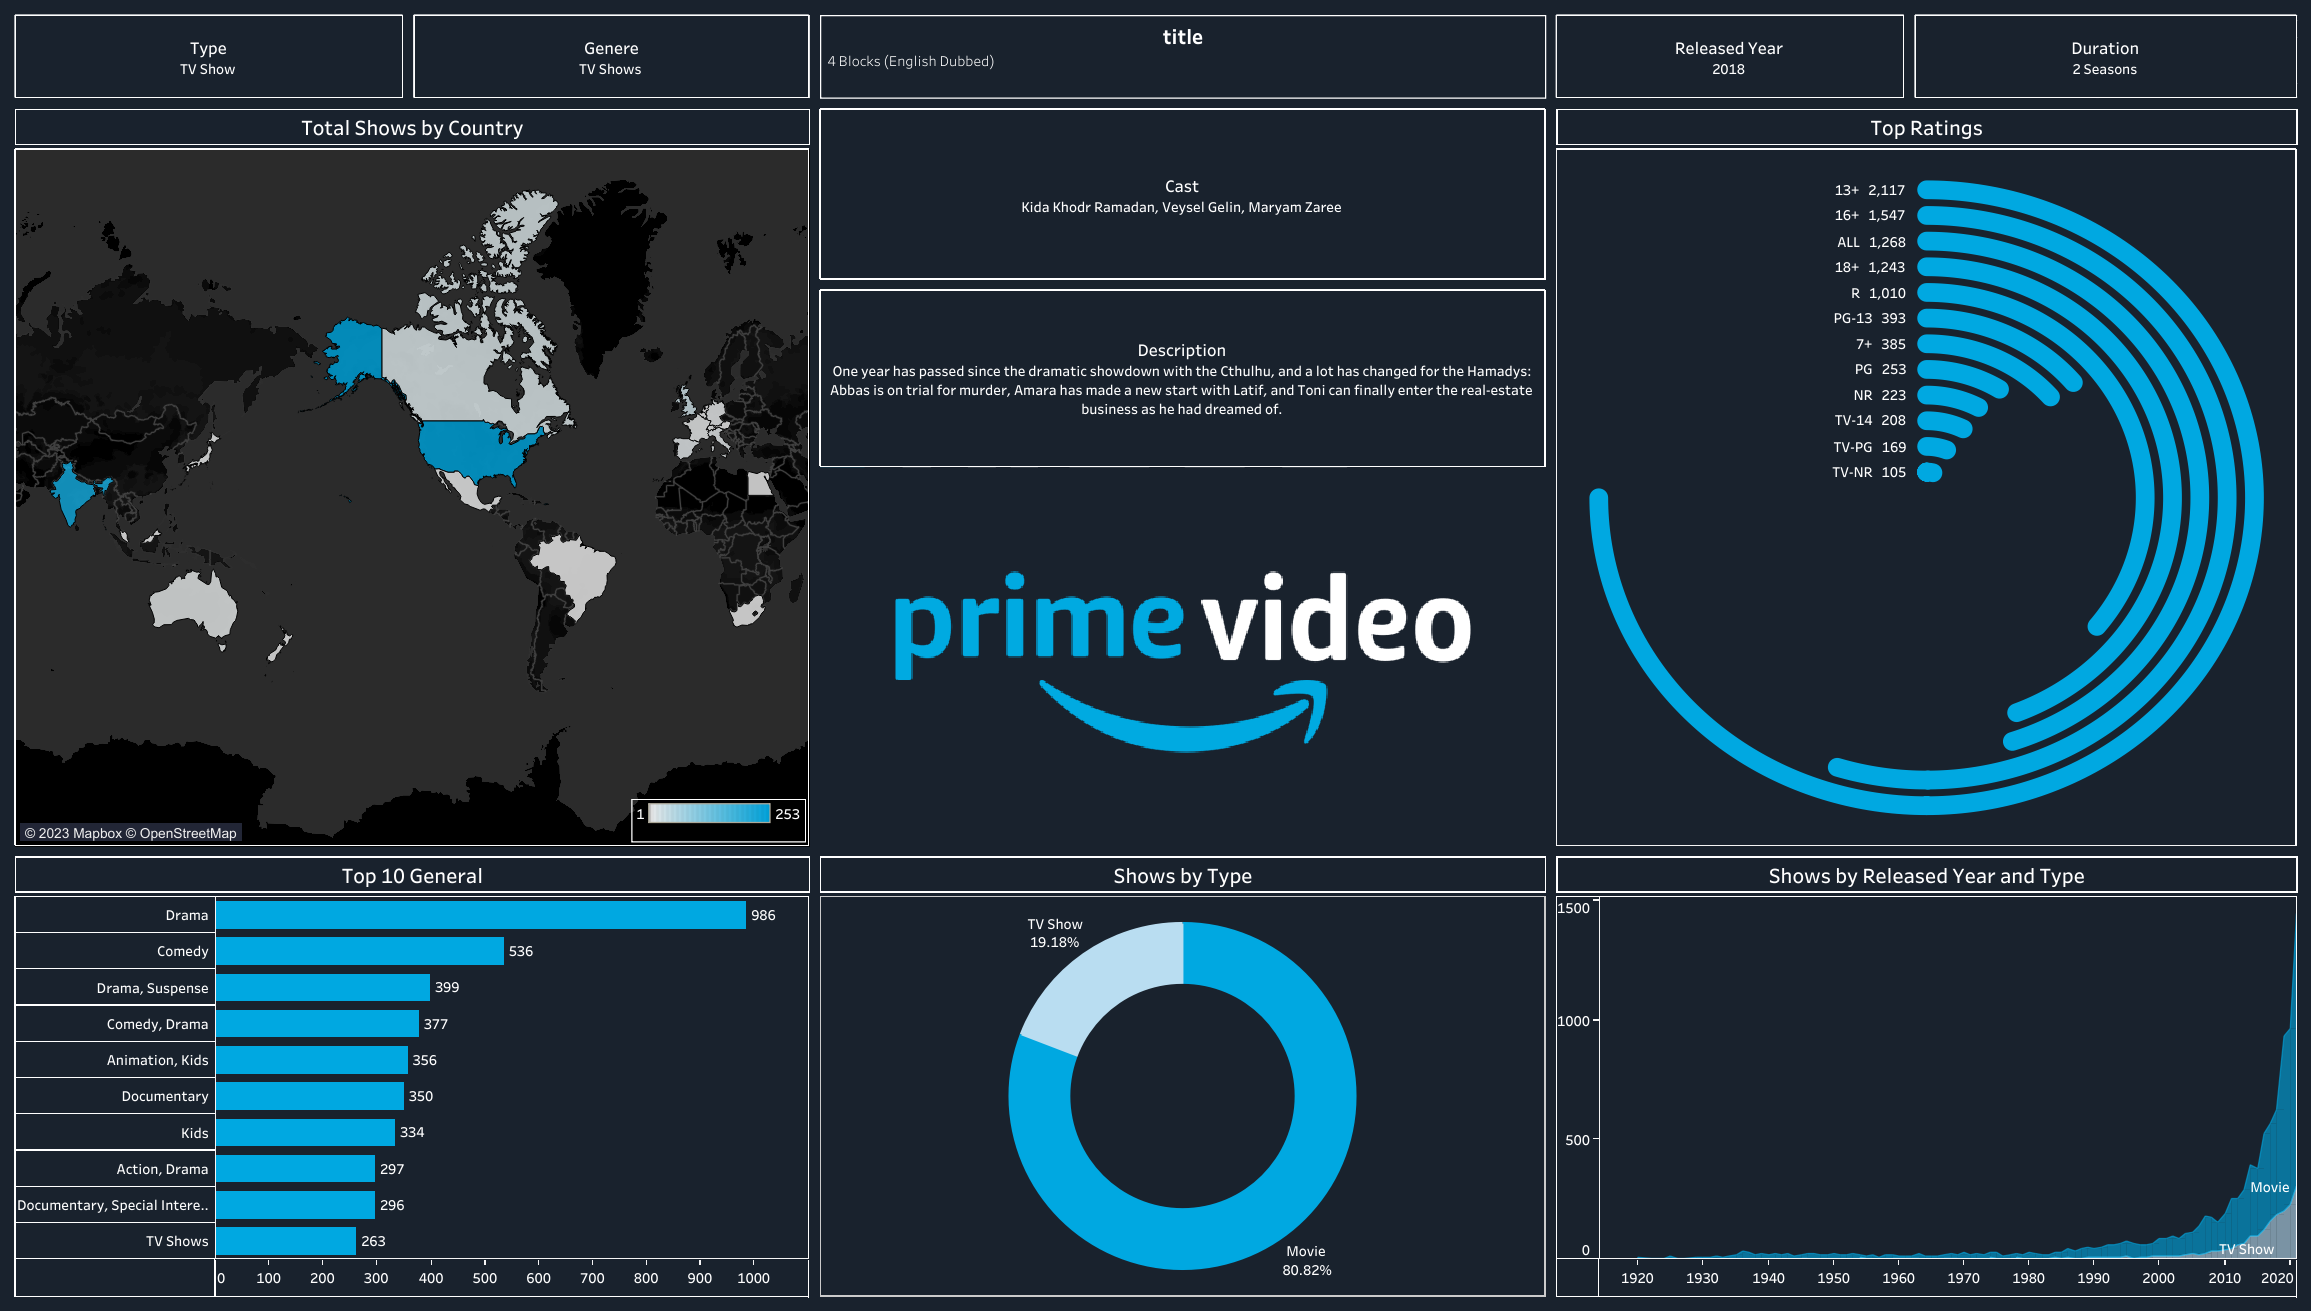 Type
TV Show
Genere
TV Shows
title
4 Blocks (English Dubbed)
Released Year
2018
Duration
2 Seasons
Total Shows by Country
© 2023 Mapbox © OpenStreetMap
1 253
Cast
Kida Khodr Ramadan, Veysel Gelin, Maryam Zaree
Description
One year has passed since the dramatic showdown with the Cthulhu, and a lot has changed for the Hamadys:
Abbas is on trial for murder, Amara has made a new start with Latif, and Toni can finally enter the real-estate
business as he had dreamed of.
prime video
Top Ratings
13+ 2,117
16+ 1,547
ALL 1,268
18+ 1,243
R 1,010
PG-13 393
7+ 385
PG 253
NR 223
TV-14 208
TV-PG 169
TV-NR 105
Top 10 General
Drama 986
Comedy 536
Drama, Suspense 399
Comedy, Drama 377
Animation, Kids 356
Documentary 350
Kids 334
Action, Drama 297
Documentary, Special Intere.. 296
TV Shows 263
0 100 200 300 400 500 600 700 800 900 1000
Shows by Type
TV Show
19.18%
Movie
80.82%
Shows by Released Year and Type
1500
1000
500
0
Movie
TV Show
1920 1930 1940 1950 1960 1970 1980 1990 2000 2010 2020